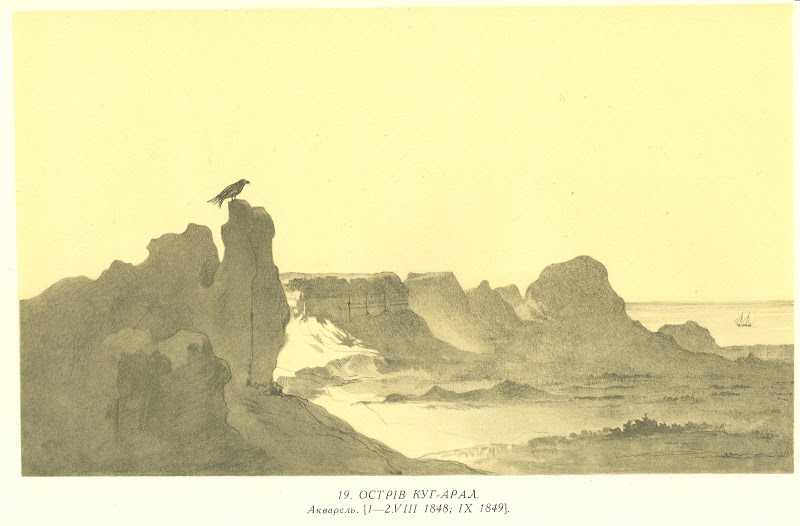 19. ОСТРІВ КУГ-АРАЛ.
Акварель. [1—2.VIII 1848; IX 1849].